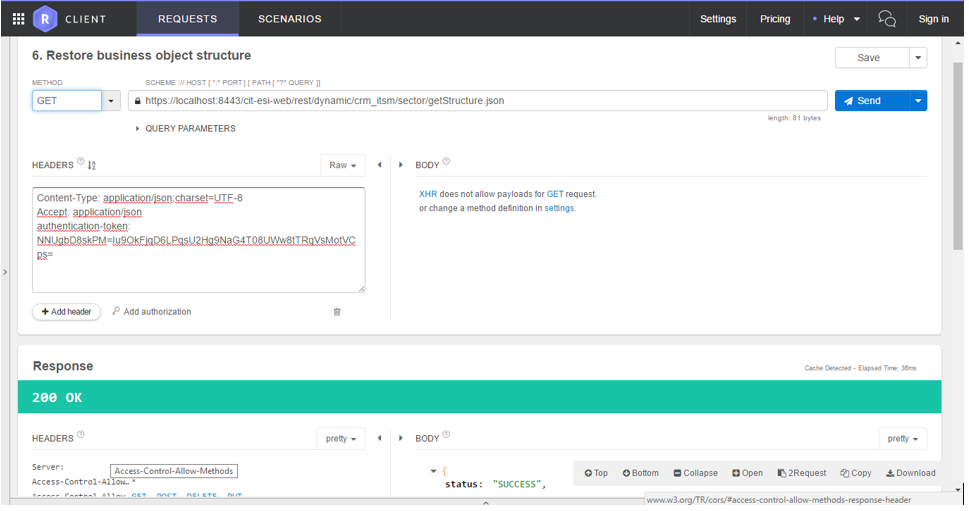 R CLIENT REQUESTS SCENARIOS Settings Pricing Help Sign in
6. Restore business object structure Save
METHOD SCHEME :// HOST [ ":" PORT ] [ PATH [ "?" QUERY ]]
GET https://localhost:8443/cit-esi-web/rest/dynamic/crm_itsm/sector/getStructure.json Send
length: 81 bytes
QUERY PARAMETERS
HEADERS ? Raw BODY ?
Content-Type: application/json;charset=UTF-8
Accept: application/json
authentication-token:
NNUgbD8skPM=Iu9OkFjqD6LPqsU2Hg9NaG4T08UWw8tTRqVsMotVC
ps=
XHR does not allow payloads for GET request.
or change a method definition in settings.
+ Add header Add authorization
Response Cache Detected - Elapsed Time: 36ms
200 OK
HEADERS ? pretty BODY ? pretty
Server:
Access-Control-Allow-Methods
Access-Control-Allow… *
Access-Control-Allow… GET, POST, DELETE, PUT
{
status: "SUCCESS",
Top Bottom Collapse Open 2Request Copy Download
www.w3.org/TR/cors/#access-control-allow-methods-response-header